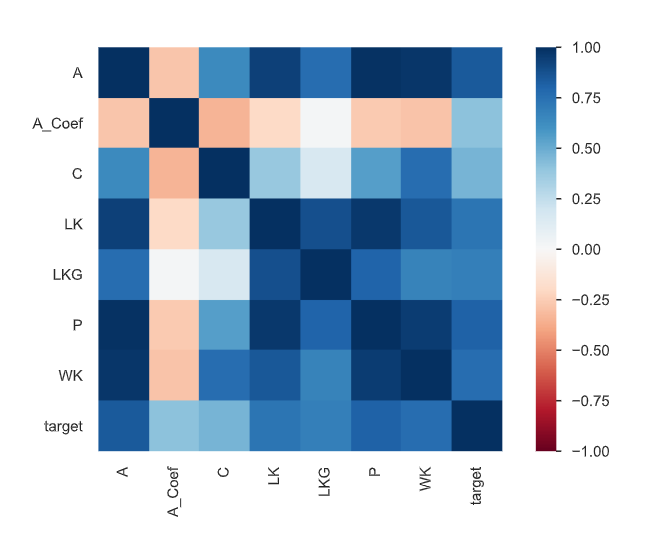 A
A_Coef
C
LK
LKG
P
WK
target
A
A_Coef
C
LK
LKG
P
WK
target
1.00
0.75
0.50
0.25
0.00
−0.25
−0.50
−0.75
−1.00